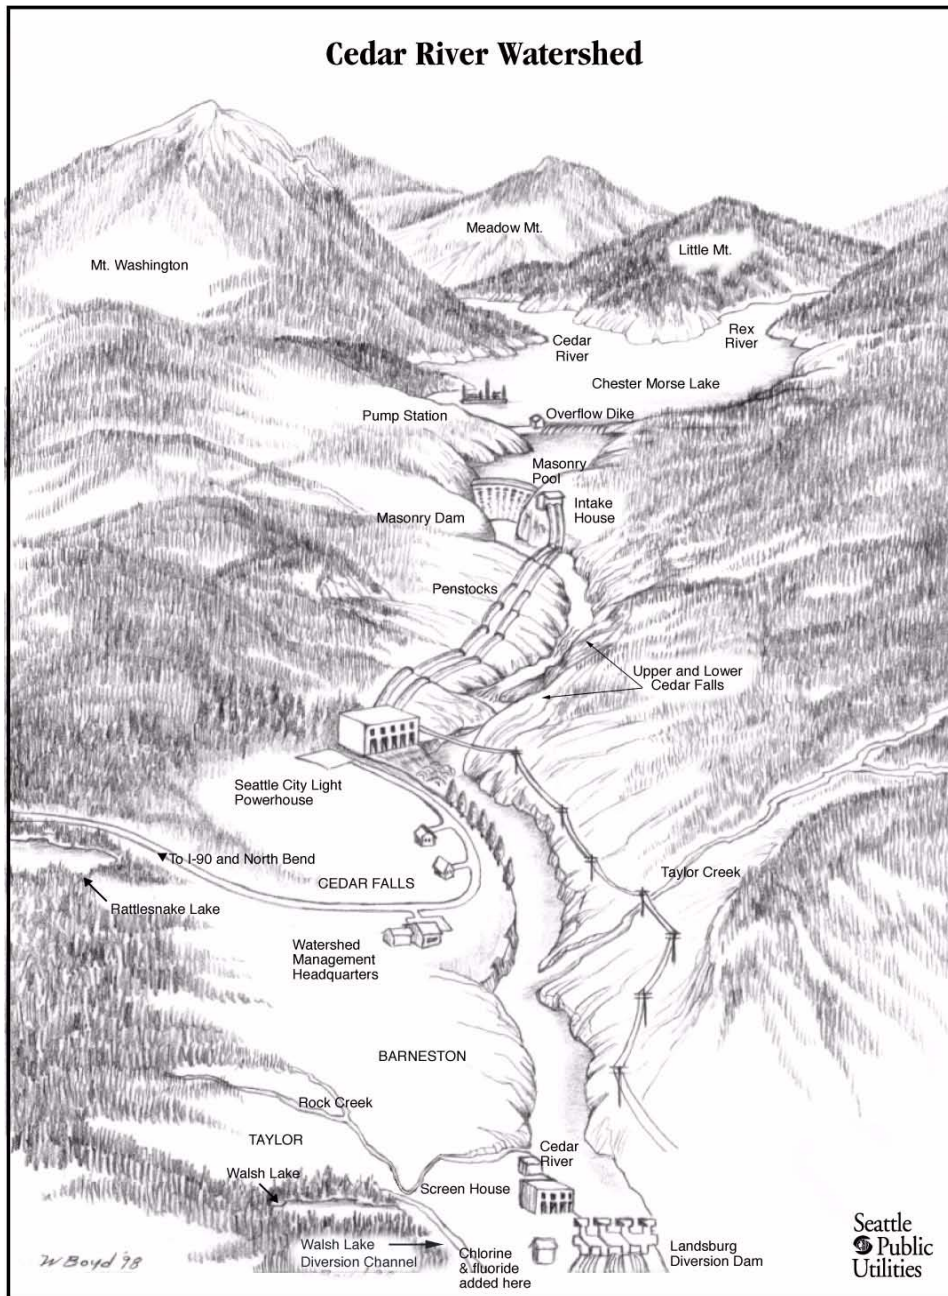 Cedar River Watershed
Meadow Mt.
Little Mt.
Mt. Washington
Rex
River
Cedar
River
Chester Morse Lake
Pump Station
Overflow Dike
Masonry
Pool
Intake
House
Masonry Dam
Penstocks
Upper and Lower
Cedar Falls
Seattle City Light
Powerhouse
To I-90 and North Bend
Taylor Creek
CEDAR FALLS
Rattlesnake Lake
Watershed
Management
Headquarters
BARNESTON
Rock Creek
TAYLOR
Cedar
River
Walsh Lake
Screen House
Walsh Lake
Diversion Channel
Chlorine
& fluoride
added here
Landsburg
Diversion Dam
W Boyd '98
Seattle
Public
Utilities